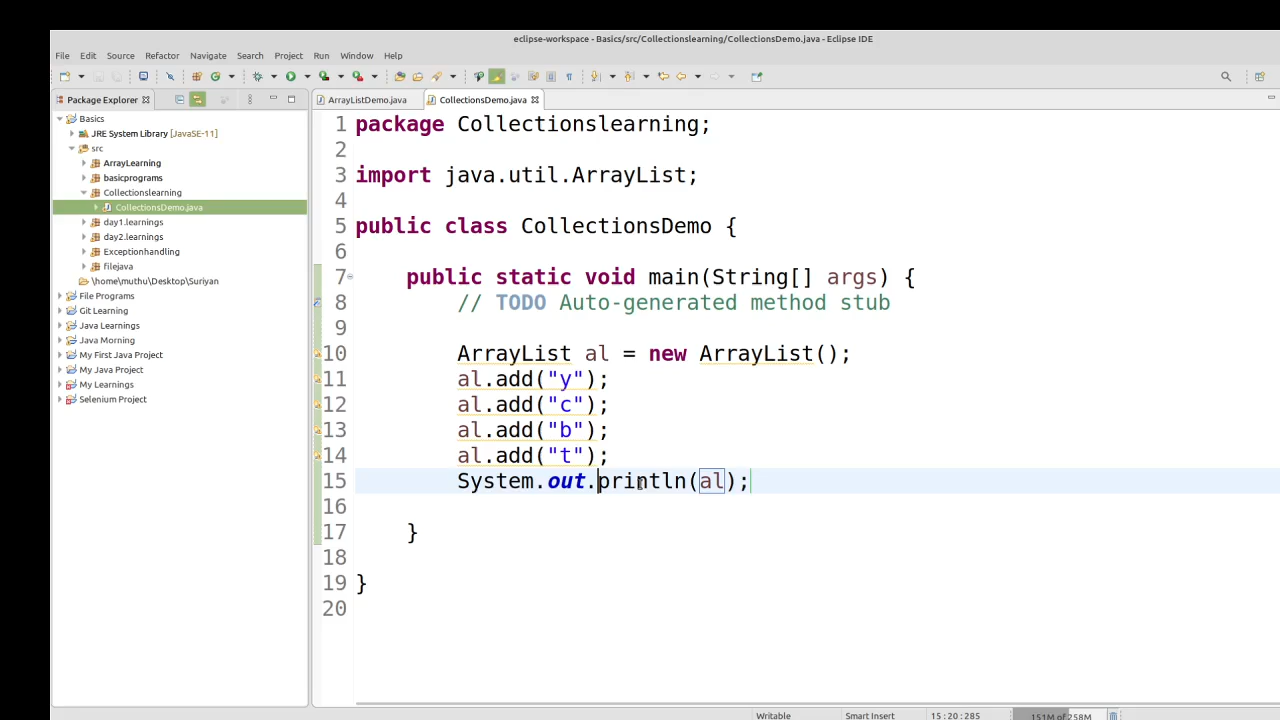 eclipse-workspace - Basics/src/Collectionslearning/CollectionsDemo.java - Eclipse IDE
File Edit Source Refactor Navigate Search Project Run Window Help
Package Explorer
ArrayListDemo.java CollectionsDemo.java
Basics
JRE System Library [JavaSE-11]
src
ArrayLearning
basicprograms
Collectionslearning
CollectionsDemo.java
day1.learnings
day2.learnings
Exceptionhandling
filejava
\home\muthu\Desktop\Suriyan
File Programs
Git Learning
Java Learnings
Java Morning
My First Java Project
My Java Project
My Learnings
Selenium Project
1 package Collectionslearning;
2
3 import java.util.ArrayList;
4
5 public class CollectionsDemo {
6
7 public static void main(String[] args) {
8 // TODO Auto-generated method stub
9
10 ArrayList al = new ArrayList();
11 al.add("y");
12 al.add("c");
13 al.add("b");
14 al.add("t");
15 System.out.println(al);
16
17 }
18
19 }
20
Writable Smart Insert 15:20:285 151M of 258M